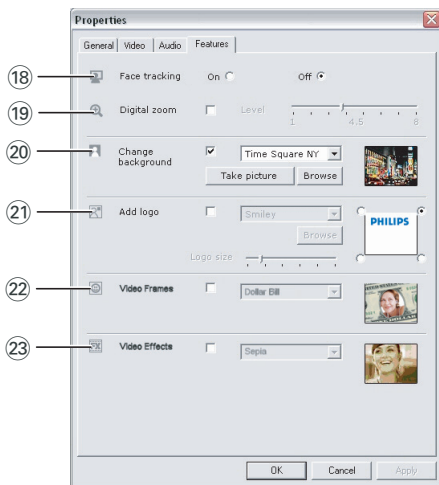 Properties
General Video Audio Features
18 Face tracking On Off
19 Digital zoom Level
1 4.5 8
20 Change background Time Square NY
Take picture Browse
21 Add logo Smiley
Browse
PHILIPS
Logo size
22 Video Frames Dollar Bill
23 Video Effects Sepia
OK Cancel Apply